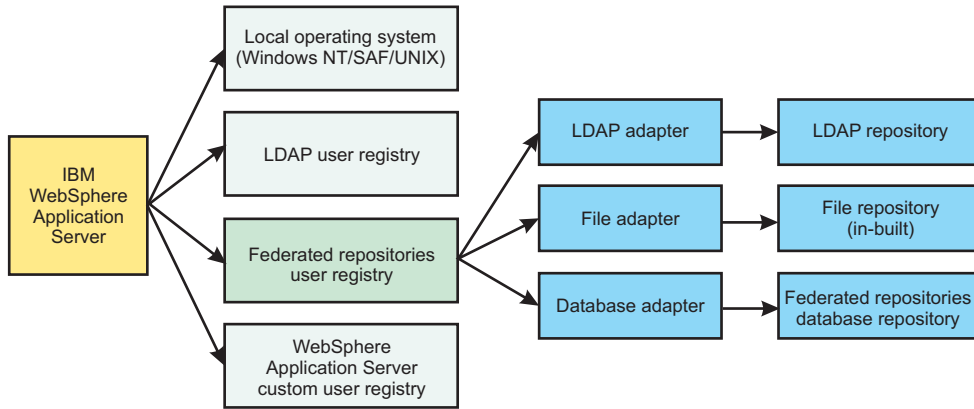 IBM
WebSphere
Application
Server
Local operating system
(Windows NT/SAF/UNIX)
LDAP user registry
Federated repositories
user registry
WebSphere
Application Server
custom user registry
LDAP adapter
LDAP repository
File adapter
File repository
(in-built)
Database adapter
Federated repositories
database repository